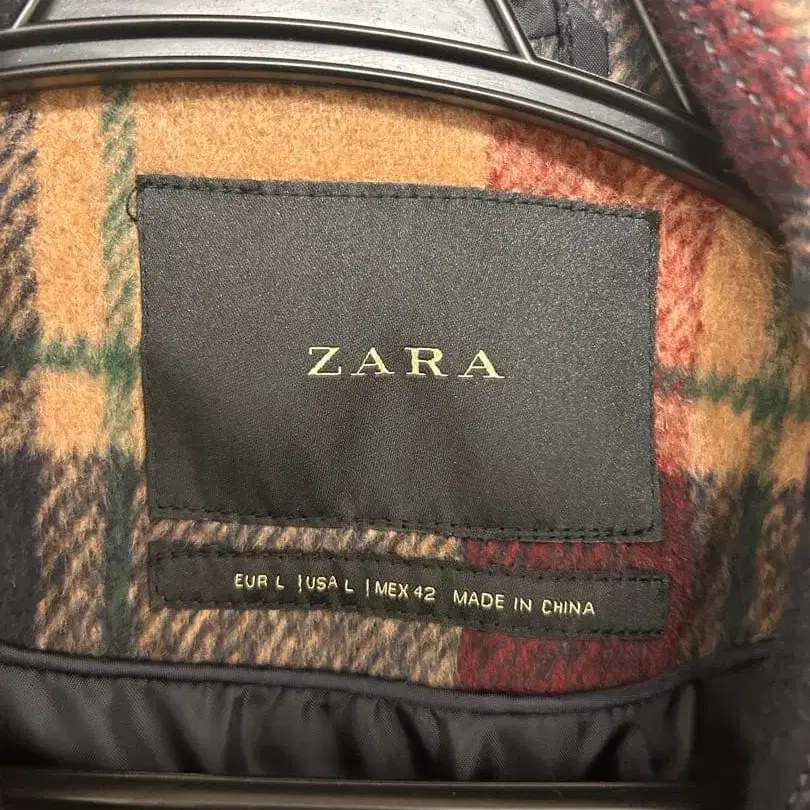 ZARA
EUR L | USA L | MEX 42 MADE IN CHINA